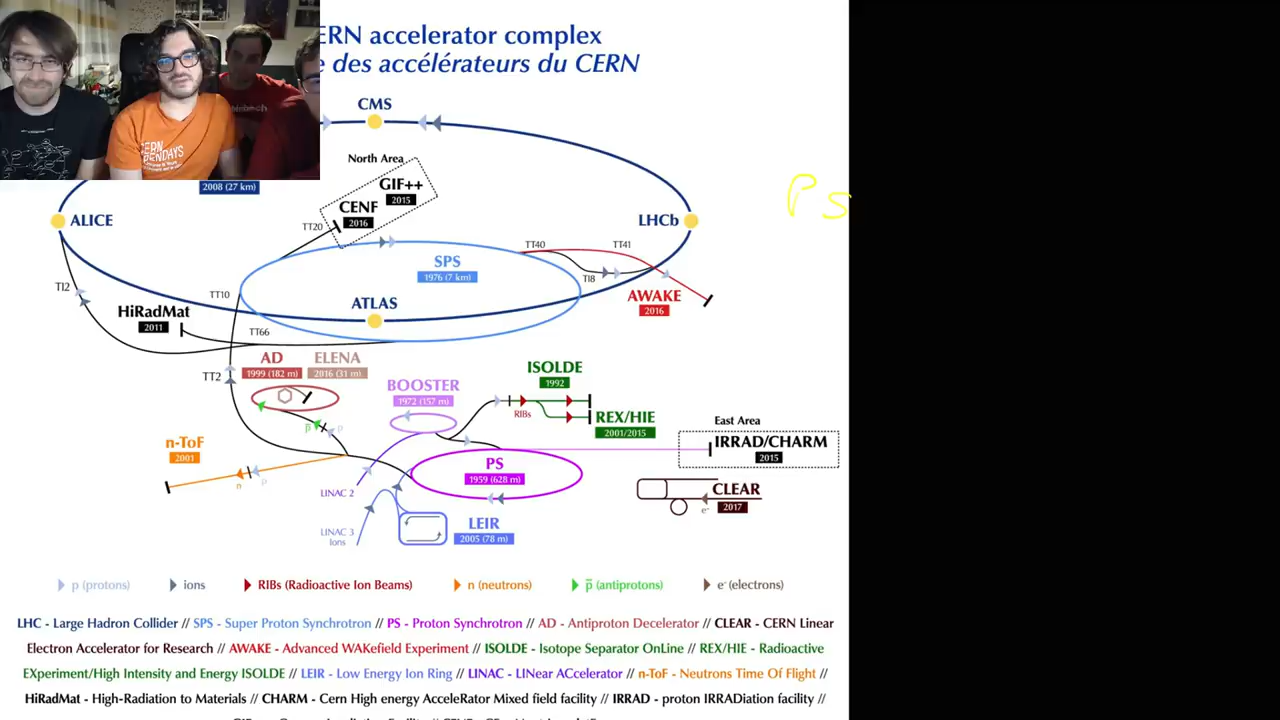 ERN accelerator complex
e des accélérateurs du CERN
CMS
North Area
GIF++
2015
2008 (27 km)
CENF
2016
ALICE
LHCb
TT20
TT40
TT41
SPS
1976 (7 km)
TI8
TI2
TT10
AWAKE
2016
ATLAS
HiRadMat
2011
TT66
AD
1999 (182 m)
ELENA
2016 (31 m)
TT2
ISOLDE
1992
BOOSTER
1972 (157 m)
RIBs
REX/HIE
2001/2015
East Area
p
p
IRRAD/CHARM
2015
n-ToF
2001
PS
1959 (628 m)
n
p
LINAC 2
CLEAR
2017
e-
LEIR
2005 (78 m)
LINAC 3
Ions
p (protons)
ions
RIBs (Radioactive Ion Beams)
n (neutrons)
p̅ (antiprotons)
e- (electrons)
LHC - Large Hadron Collider // SPS - Super Proton Synchrotron // PS - Proton Synchrotron // AD - Antiproton Decelerator // CLEAR - CERN Linear
Electron Accelerator for Research // AWAKE - Advanced WAKefield Experiment // ISOLDE - Isotope Separator OnLine // REX/HIE - Radioactive
EXperiment/High Intensity and Energy ISOLDE // LEIR - Low Energy Ion Ring // LINAC - LINear ACcelerator // n-ToF - Neutrons Time Of Flight //
HiRadMat - High-Radiation to Materials // CHARM - Cern High energy AcceleRator Mixed field facility // IRRAD - proton IRRADiation facility //
PS